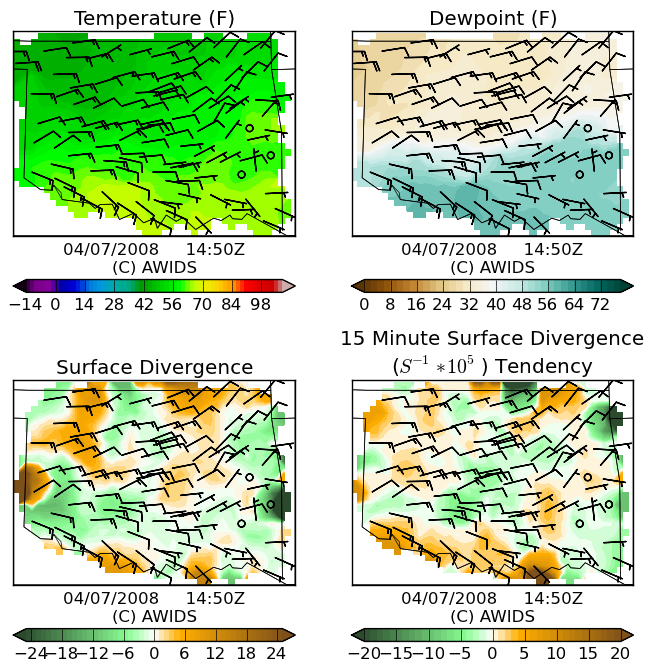 Temperature (F)
Dewpoint (F)
04/07/2008 14:50Z
(C) AWIDS
04/07/2008 14:50Z
(C) AWIDS
−14 0 14 28 42 56 70 84 98
0 8 16 24 32 40 48 56 64 72
15 Minute Surface Divergence
Surface Divergence
(S⁻¹ *10⁵ ) Tendency
04/07/2008 14:50Z
(C) AWIDS
04/07/2008 14:50Z
(C) AWIDS
−24 −18 −12 −6 0 6 12 18 24
−20 −15 −10 −5 0 5 10 15 20